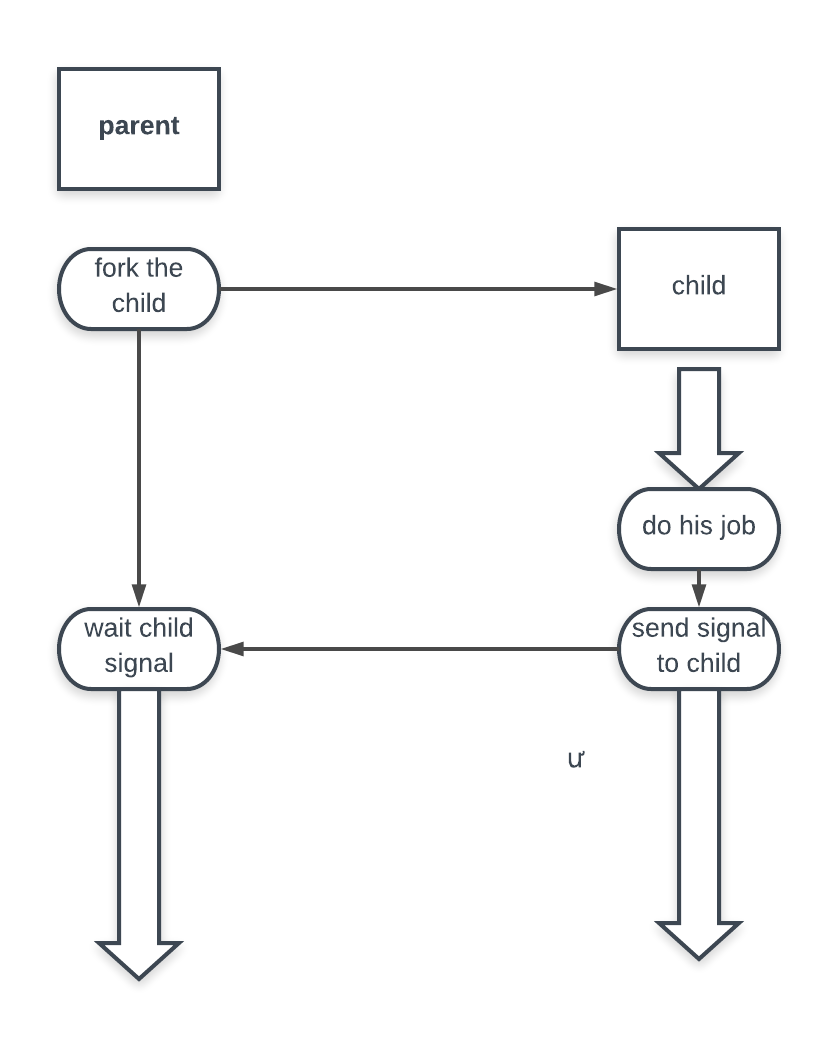 parent
fork the
child
child
do his job
wait child
signal
send signal
to child
ư